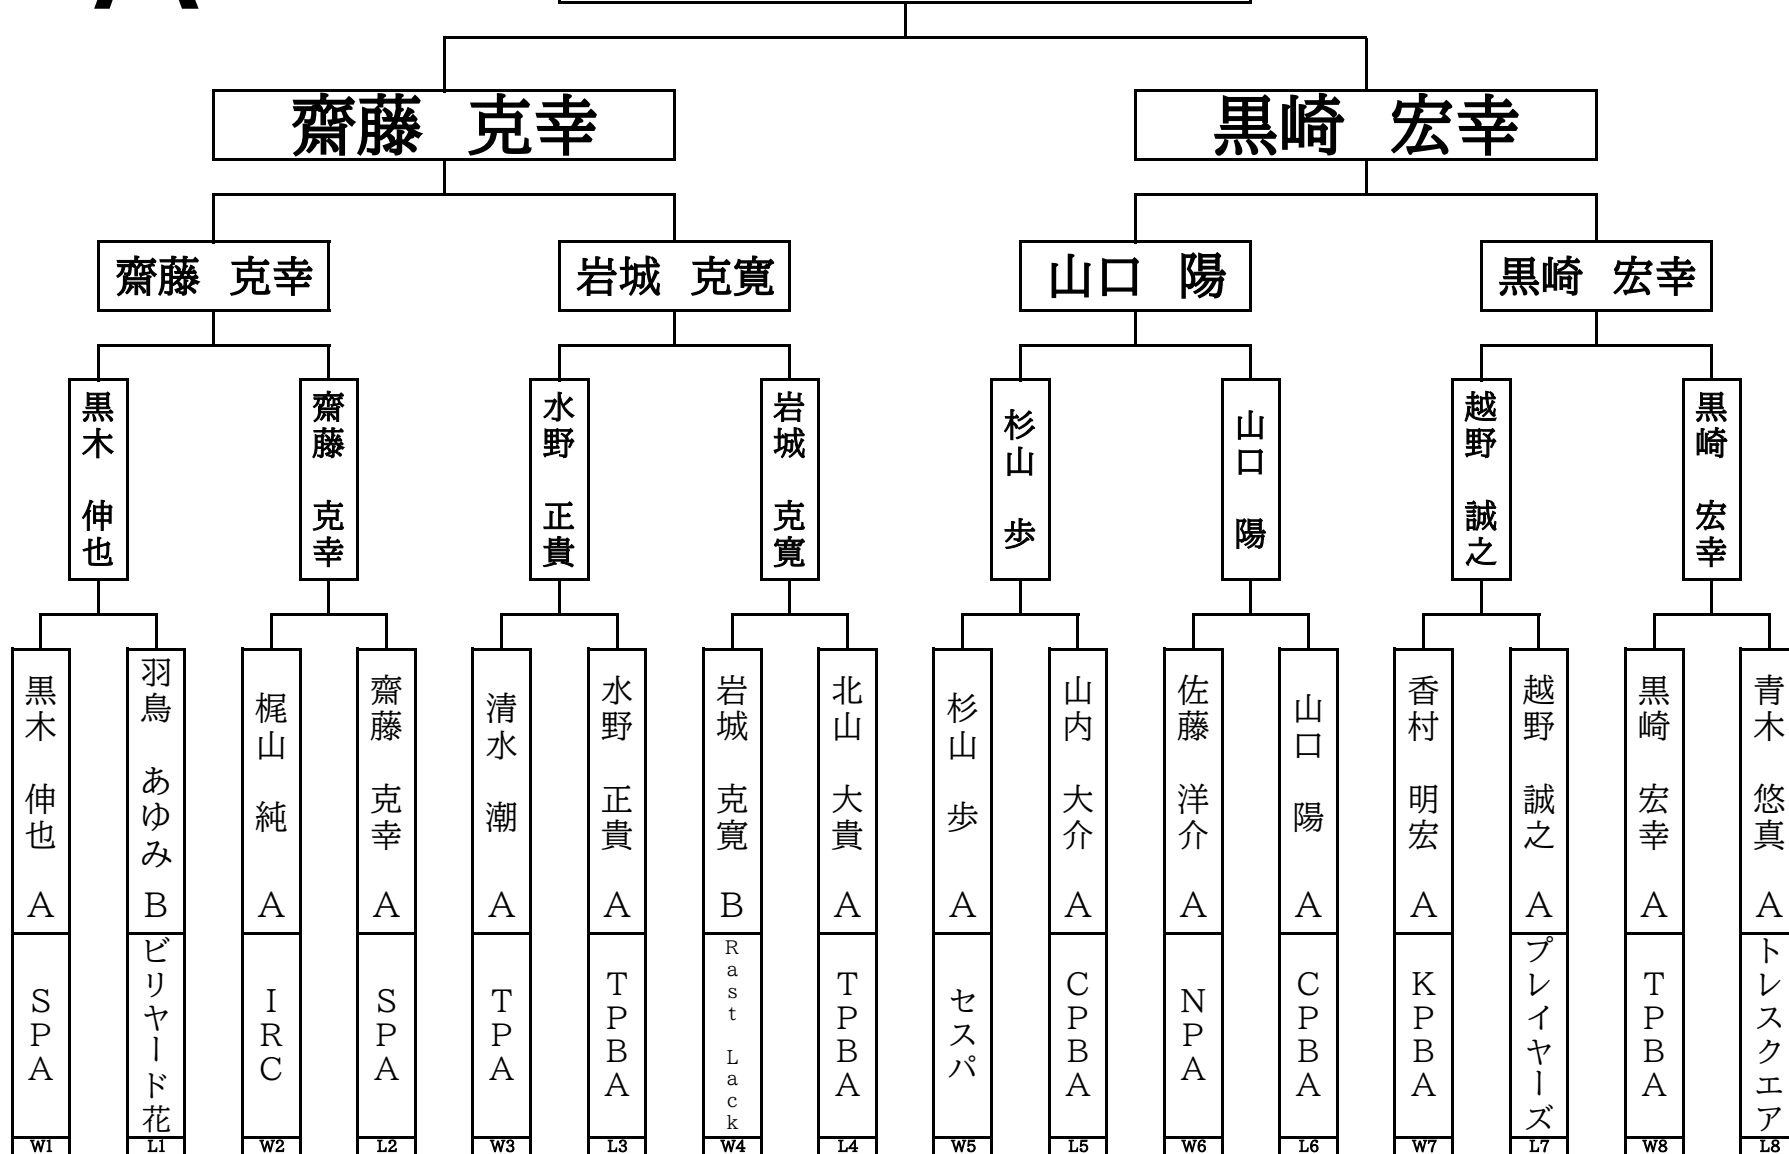 齋藤 克幸
黒崎 宏幸
齋藤 克幸
岩城 克寛
山口 陽
黒崎 宏幸
黒木 伸也
齋藤 克幸
水野 正貴
岩城 克寛
杉山 歩
山口 陽
越野 誠之
黒崎 宏幸
黒木 伸也 A
羽鳥 あゆみ B
梶山 純 A
齋藤 克幸 A
清水 潮 A
水野 正貴 A
岩城 克寛 B
北山 大貴 A
杉山 歩 A
山内 大介 A
佐藤 洋介 A
山口 陽 A
香村 明宏 A
越野 誠之 A
黒崎 宏幸 A
青木 悠真 A
SPA
ビリヤード花
IRC
SPA
TPA
TPBA
Rast Lack
TPBA
セスパ
CPBA
NPA
CPBA
KPBA
プレイヤーズ
TPBA
トレスクエア
W1
L1
W2
L2
W3
L3
W4
L4
W5
L5
W6
L6
W7
L7
W8
L8